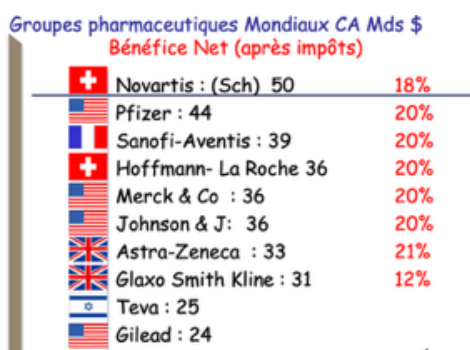 Groupes pharmaceutiques Mondiaux CA Mds $
Bénéfice Net (après impôts)
Novartis : (Sch) 50 18%
Pfizer : 44 20%
Sanofi-Aventis : 39 20%
Hoffmann- La Roche 36 20%
Merck & Co : 36 20%
Johnson & J: 36 20%
Astra-Zeneca : 33 21%
Glaxo Smith Kline : 31 12%
Teva : 25
Gilead : 24